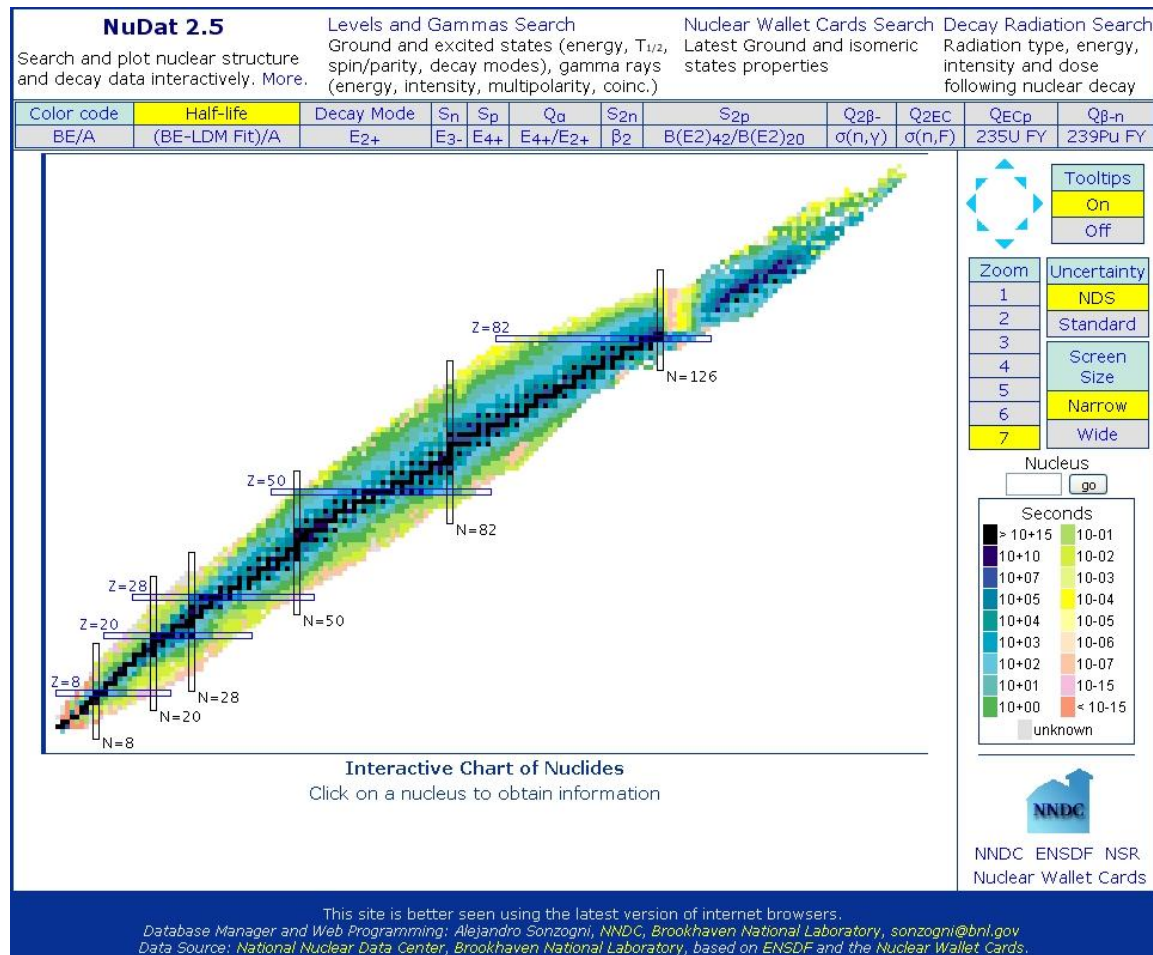 NuDat 2.5
Search and plot nuclear structure
and decay data interactively. More.
Levels and Gammas Search
Ground and excited states (energy, T1/2,
spin/parity, decay modes), gamma rays
(energy, intensity, multipolarity, coinc.)
Nuclear Wallet Cards Search
Latest Ground and isomeric
states properties
Decay Radiation Search
Radiation type, energy,
intensity and dose
following nuclear decay
Color code Half-life Decay Mode Sn Sp Qα S2n S2p Q2β- Q2EC QECp Qβ-n
BE/A (BE-LDM Fit)/A E2+ E3- E4+ E4+/E2+ β2 B(E2)42/B(E2)20 σ(n,γ) σ(n,F) 235U FY 239Pu FY
Z=82
N=126
Z=50
N=82
Z=28
N=50
Z=20
N=28
Z=8
N=20
N=8
Interactive Chart of Nuclides
Click on a nucleus to obtain information
Tooltips
On
Off
Zoom
1
2
3
4
5
6
7
Uncertainty
NDS
Standard
Screen
Size
Narrow
Wide
Nucleus
go
Seconds
> 10+15 10-01
10+10 10-02
10+07 10-03
10+05 10-04
10+04 10-05
10+03 10-06
10+02 10-07
10+01 10-15
10+00 < 10-15
unknown
NNDC
NNDC ENSDF NSR
Nuclear Wallet Cards
This site is better seen using the latest version of internet browsers.
Database Manager and Web Programming: Alejandro Sonzogni, NNDC, Brookhaven National Laboratory, sonzogni@bnl.gov
Data Source: National Nuclear Data Center, Brookhaven National Laboratory, based on ENSDF and the Nuclear Wallet Cards.